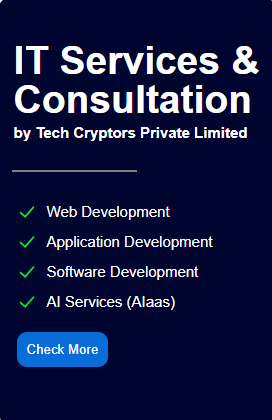 IT Services &
Consultation
by Tech Cryptors Private Limited
Web Development
Application Development
Software Development
AI Services (AIaas)
Check More